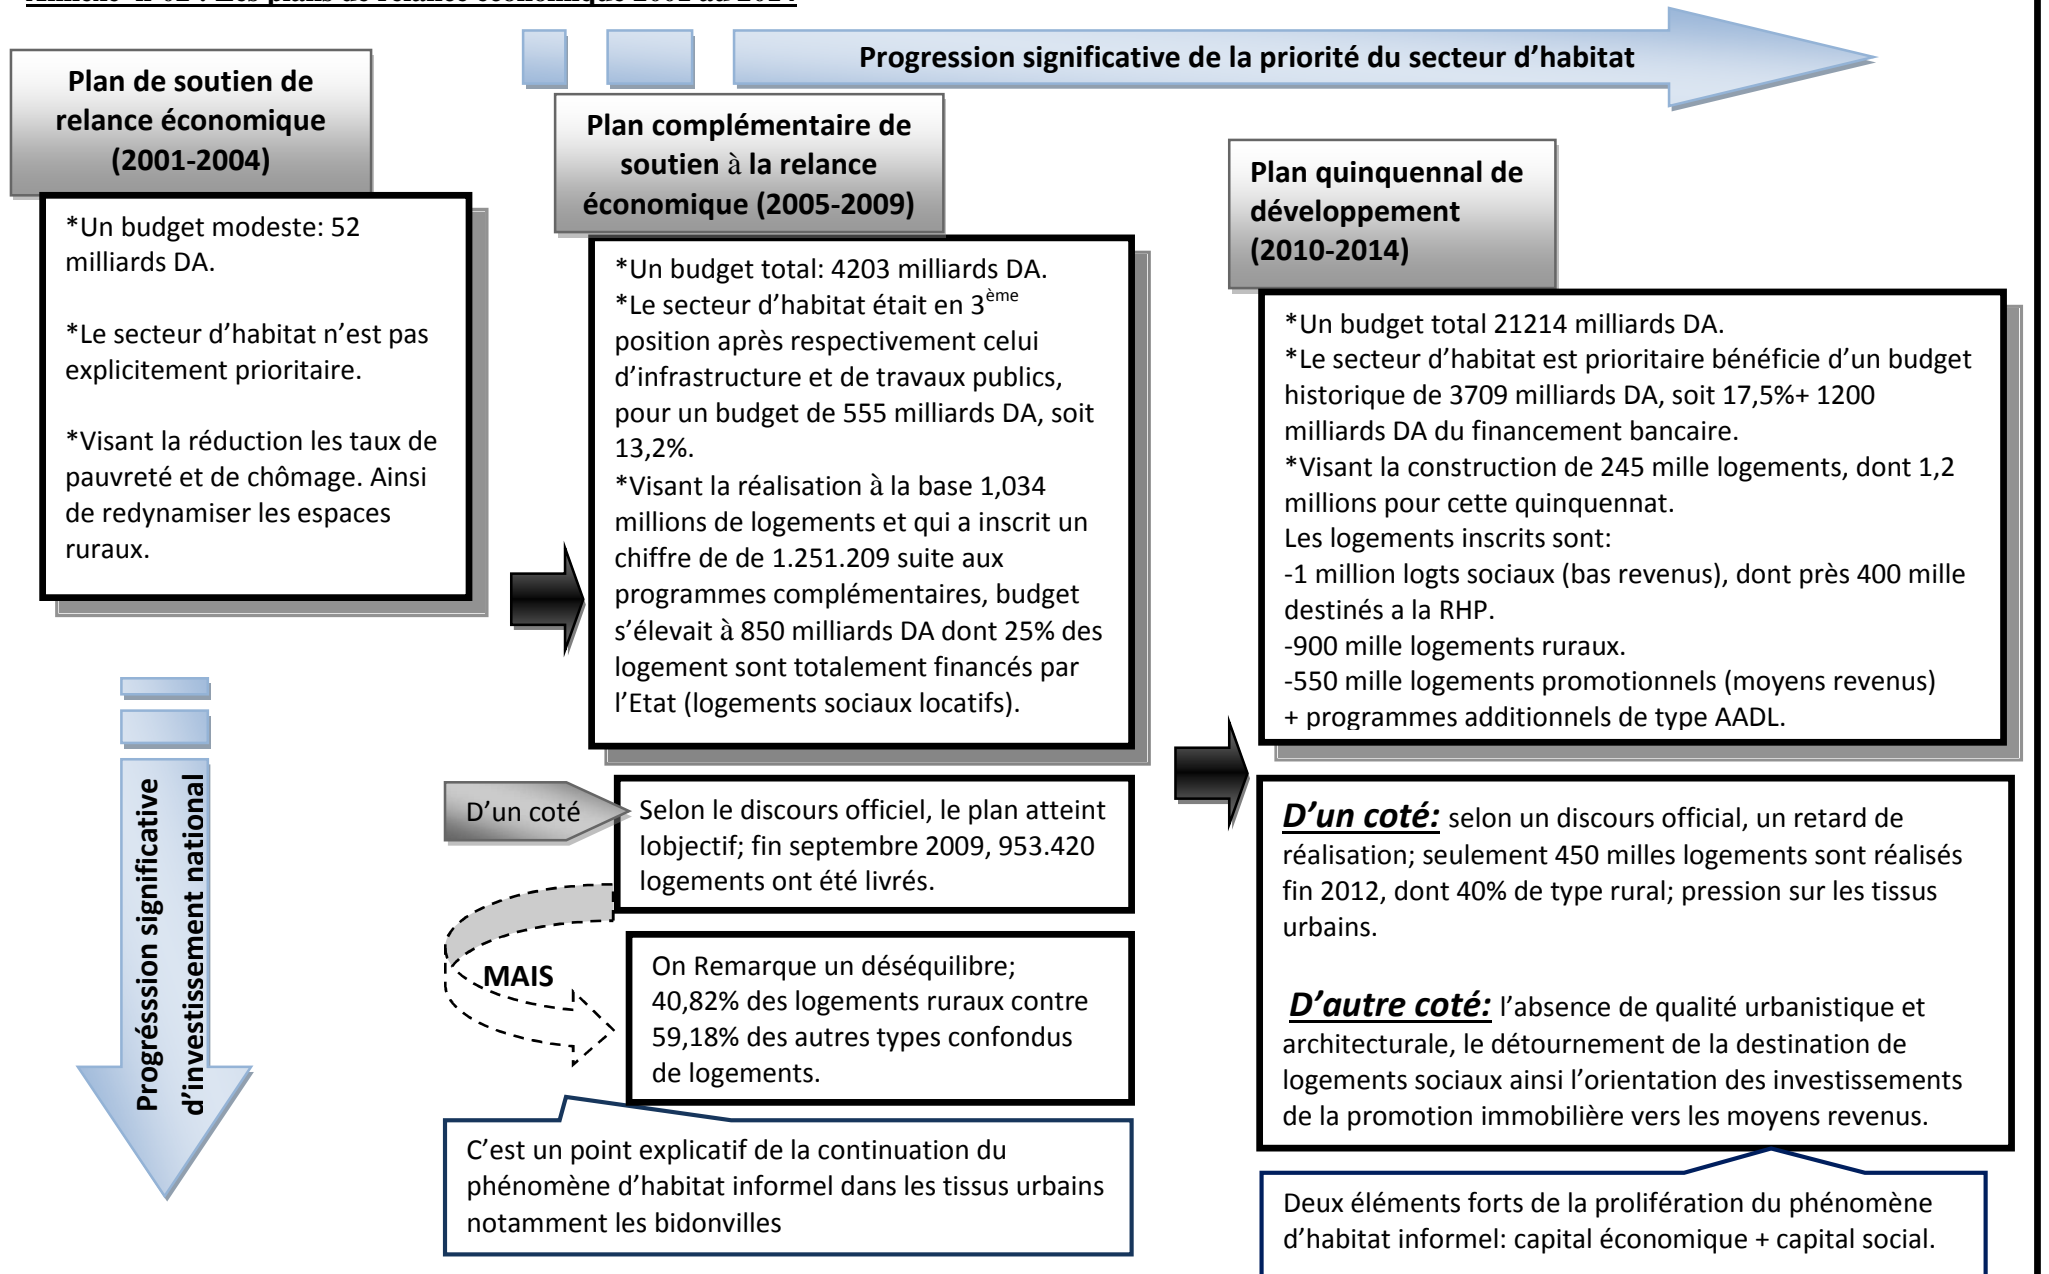 Annexe n°02 : Les plans de relance économique 2001 au 2014
Progression significative de la priorité du secteur d’habitat
Plan de soutien de
relance économique
(2001-2004)
*Un budget modeste: 52
milliards DA.
*Le secteur d’habitat n’est pas
explicitement prioritaire.
*Visant la réduction les taux de
pauvreté et de chômage. Ainsi
de redynamiser les espaces
ruraux.
Progrésssion significative
d’investissement national
Plan complémentaire de
soutien à la relance
économique (2005-2009)
*Un budget total: 4203 milliards DA.
*Le secteur d’habitat était en 3ème
position après respectivement celui
d’infrastructure et de travaux publics,
pour un budget de 555 milliards DA, soit
13,2%.
*Visant la réalisation à la base 1,034
millions de logements et qui a inscrit un
chiffre de de 1.251.209 suite aux
programmes complémentaires, budget
s’élevait à 850 milliards DA dont 25% des
logement sont totalement financés par
l’Etat (logements sociaux locatifs).
D’un coté
Selon le discours officiel, le plan atteint
lobjectif; fin septembre 2009, 953.420
logements ont été livrés.
MAIS
On Remarque un déséquilibre;
40,82% des logements ruraux contre
59,18% des autres types confondus
de logements.
C’est un point explicatif de la continuation du
phénomène d’habitat informel dans les tissus urbains
notamment les bidonvilles
Plan quinquennal de
développement
(2010-2014)
*Un budget total 21214 milliards DA.
*Le secteur d’habitat est prioritaire bénéficie d’un budget
historique de 3709 milliards DA, soit 17,5%+ 1200
milliards DA du financement bancaire.
*Visant la construction de 245 mille logements, dont 1,2
millions pour cette quinquennat.
Les logements inscrits sont:
-1 million logts sociaux (bas revenus), dont près 400 mille
destinés a la RHP.
-900 mille logements ruraux.
-550 mille logements promotionnels (moyens revenus)
+ programmes additionnels de type AADL.
D’un coté: selon un discours official, un retard de
réalisation; seulement 450 milles logements sont réalisés
fin 2012, dont 40% de type rural; pression sur les tissus
urbains.
D’autre coté: l’absence de qualité urbanistique et
architecturale, le détournement de la destination de
logements sociaux ainsi l’orientation des investissements
de la promotion immobilière vers les moyens revenus.
Deux éléments forts de la prolifération du phénomène
d’habitat informel: capital économique + capital social.